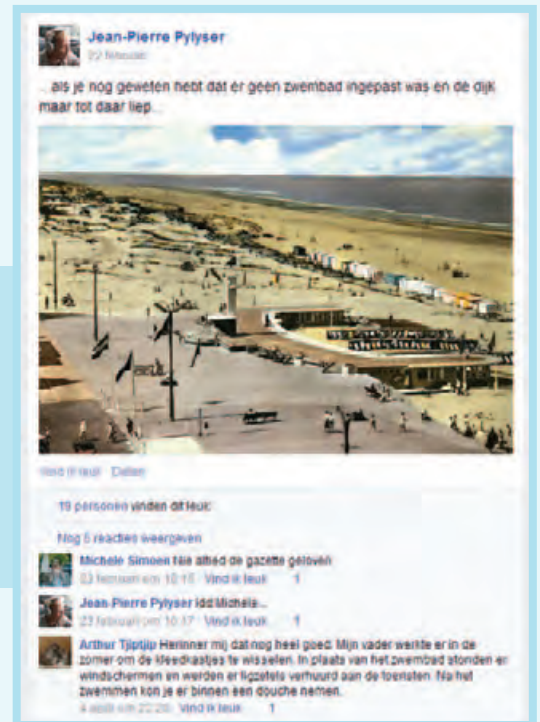 Jean-Pierre Pylyser
22 februari
...als je nog geweten hebt dat er geen zwembad ingepast was en de dijk
maar tot daar liep...
Vind ik leuk Delen
19 personen vinden dit leuk.
Nog 5 reacties weergeven
Michele Simoen Nie altied de gazette geloven
23 februari om 10:15 Vind ik leuk 1
Jean-Pierre Pylyser Idd Michele...
23 februari om 10:17 Vind ik leuk 1
Arthur Tjiptjip Herinner mij dat nog heel goed. Mijn vader werkte er in de
zomer om de kleedkastjes te wisselen. In plaats van het zwembad stonden er
windschermen en werden er ligzetels verhuurd aan de toeristen. Na het
zwemmen kon je er binnen een douche nemen.
4 april om 22:28 Vind ik leuk 1